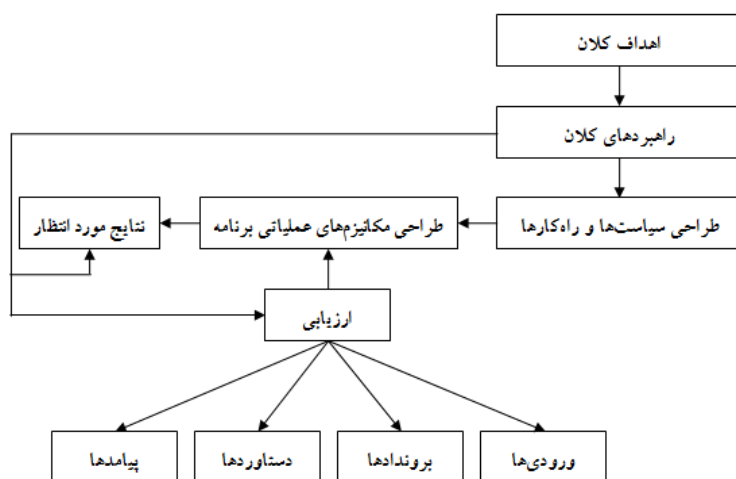 اهداف کلان
راهبردهای کلان
طراحی سیاست‌ها و راه‌کارها
طراحی مکانیزم‌های عملیاتی برنامه
نتایج مورد انتظار
ارزیابی
ورودی‌ها
بروندادها
دستاوردها
پیامدها